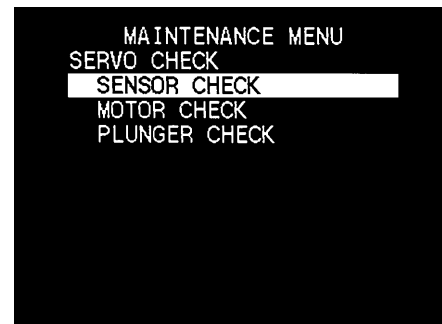 MAINTENANCE MENU
SERVO CHECK
SENSOR CHECK
MOTOR CHECK
PLUNGER CHECK